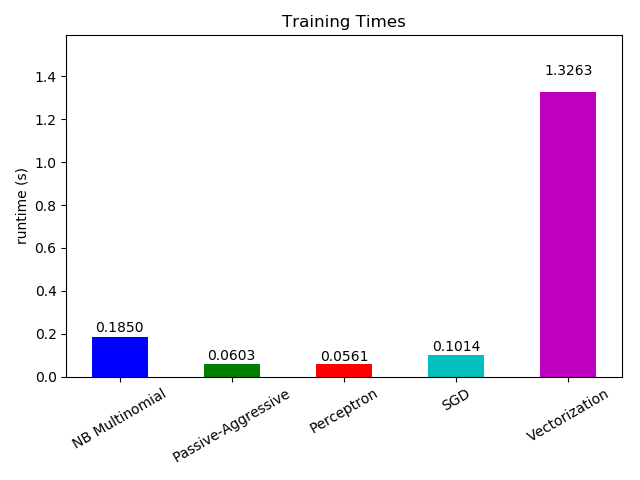 Training Times
runtime (s)
1.4
1.2
1.0
0.8
0.6
0.4
0.2
0.0
0.1850
0.0603
0.0561
0.1014
1.3263
NB Multinomial
Passive-Aggressive
Perceptron
SGD
Vectorization